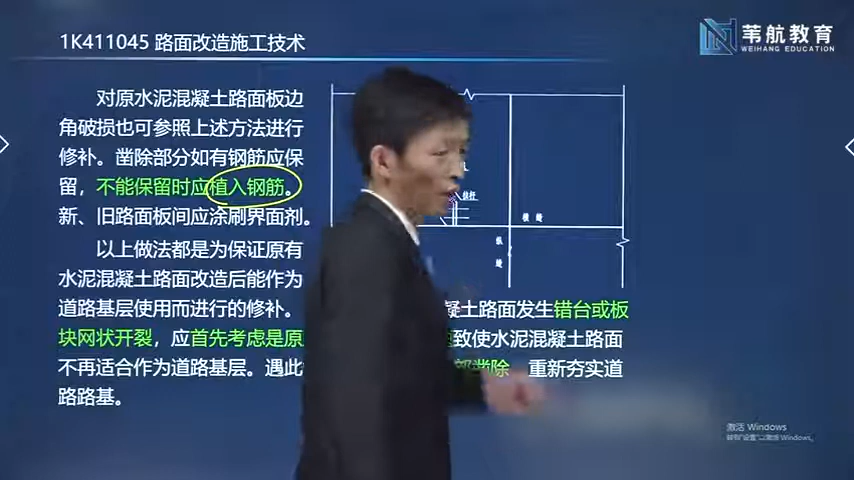 1K411045 路面改造施工技术
苇航教育
WEIHANG EDUCATION
对原水泥混凝土路面板边
角破损也可参照上述方法进行
修补。凿除部分如有钢筋应保
留，不能保留时应植入钢筋。
新、旧路面板间应涂刷界面剂。
以上做法都是为保证原有
水泥混凝土路面改造后能作为
道路基层使用而进行的修补。
凝土路面发生错台或板
块网状开裂，应首先考虑是原
致使水泥混凝土路面
不再适合作为道路基层。遇此
部凿除
重新夯实道
路路基。
拉杆
横缝
纵
缝
激活 Windows